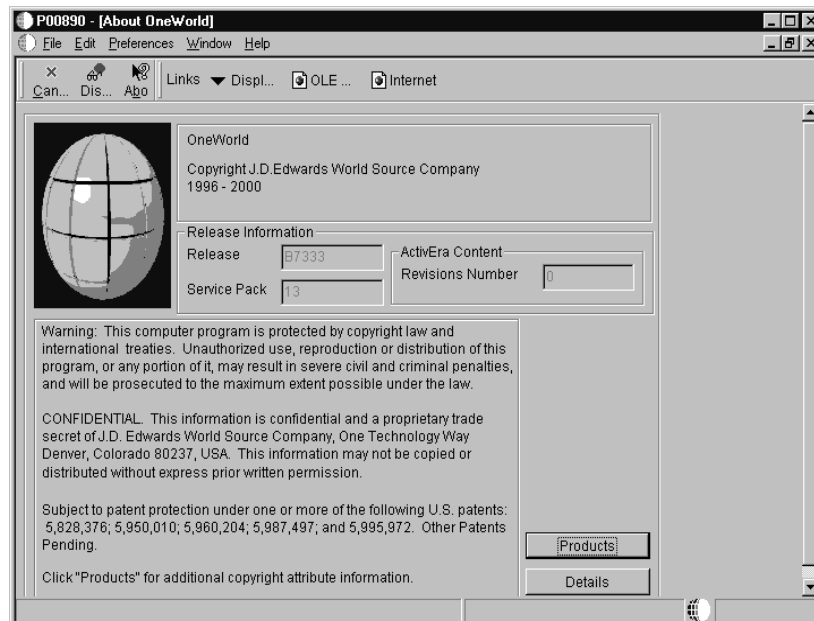 P00890 - [About OneWorld]
File Edit Preferences Window Help
Can... Dis... Abo Links Displ... OLE ... Internet
OneWorld
Copyright J.D.Edwards World Source Company
1996 - 2000
Release Information
Release B7333
Service Pack 13
ActivEra Content
Revisions Number 0
Warning: This computer program is protected by copyright law and
international treaties. Unauthorized use, reproduction or distribution of this
program, or any portion of it, may result in severe civil and criminal penalties,
and will be prosecuted to the maximum extent possible under the law.
CONFIDENTIAL. This information is confidential and a proprietary trade
secret of J.D. Edwards World Source Company, One Technology Way
Denver, Colorado 80237, USA. This information may not be copied or
distributed without express prior written permission.
Subject to patent protection under one or more of the following U.S. patents:
5,828,376; 5,950,010; 5,960,204; 5,987,497; and 5,995,972. Other Patents
Pending.
Click "Products" for additional copyright attribute information.
Products
Details